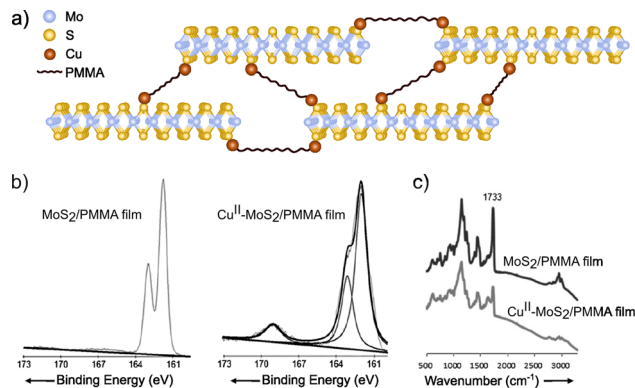 a)
Mo
S
Cu
PMMA
b)
MoS2/PMMA film
173 170 167 164 161
Binding Energy (eV)
CuII-MoS2/PMMA film
173 170 167 164 161
Binding Energy (eV)
c)
1733
MoS2/PMMA film
CuII-MoS2/PMMA film
500 1000 1500 2000 2500 3000
Wavenumber (cm-1)